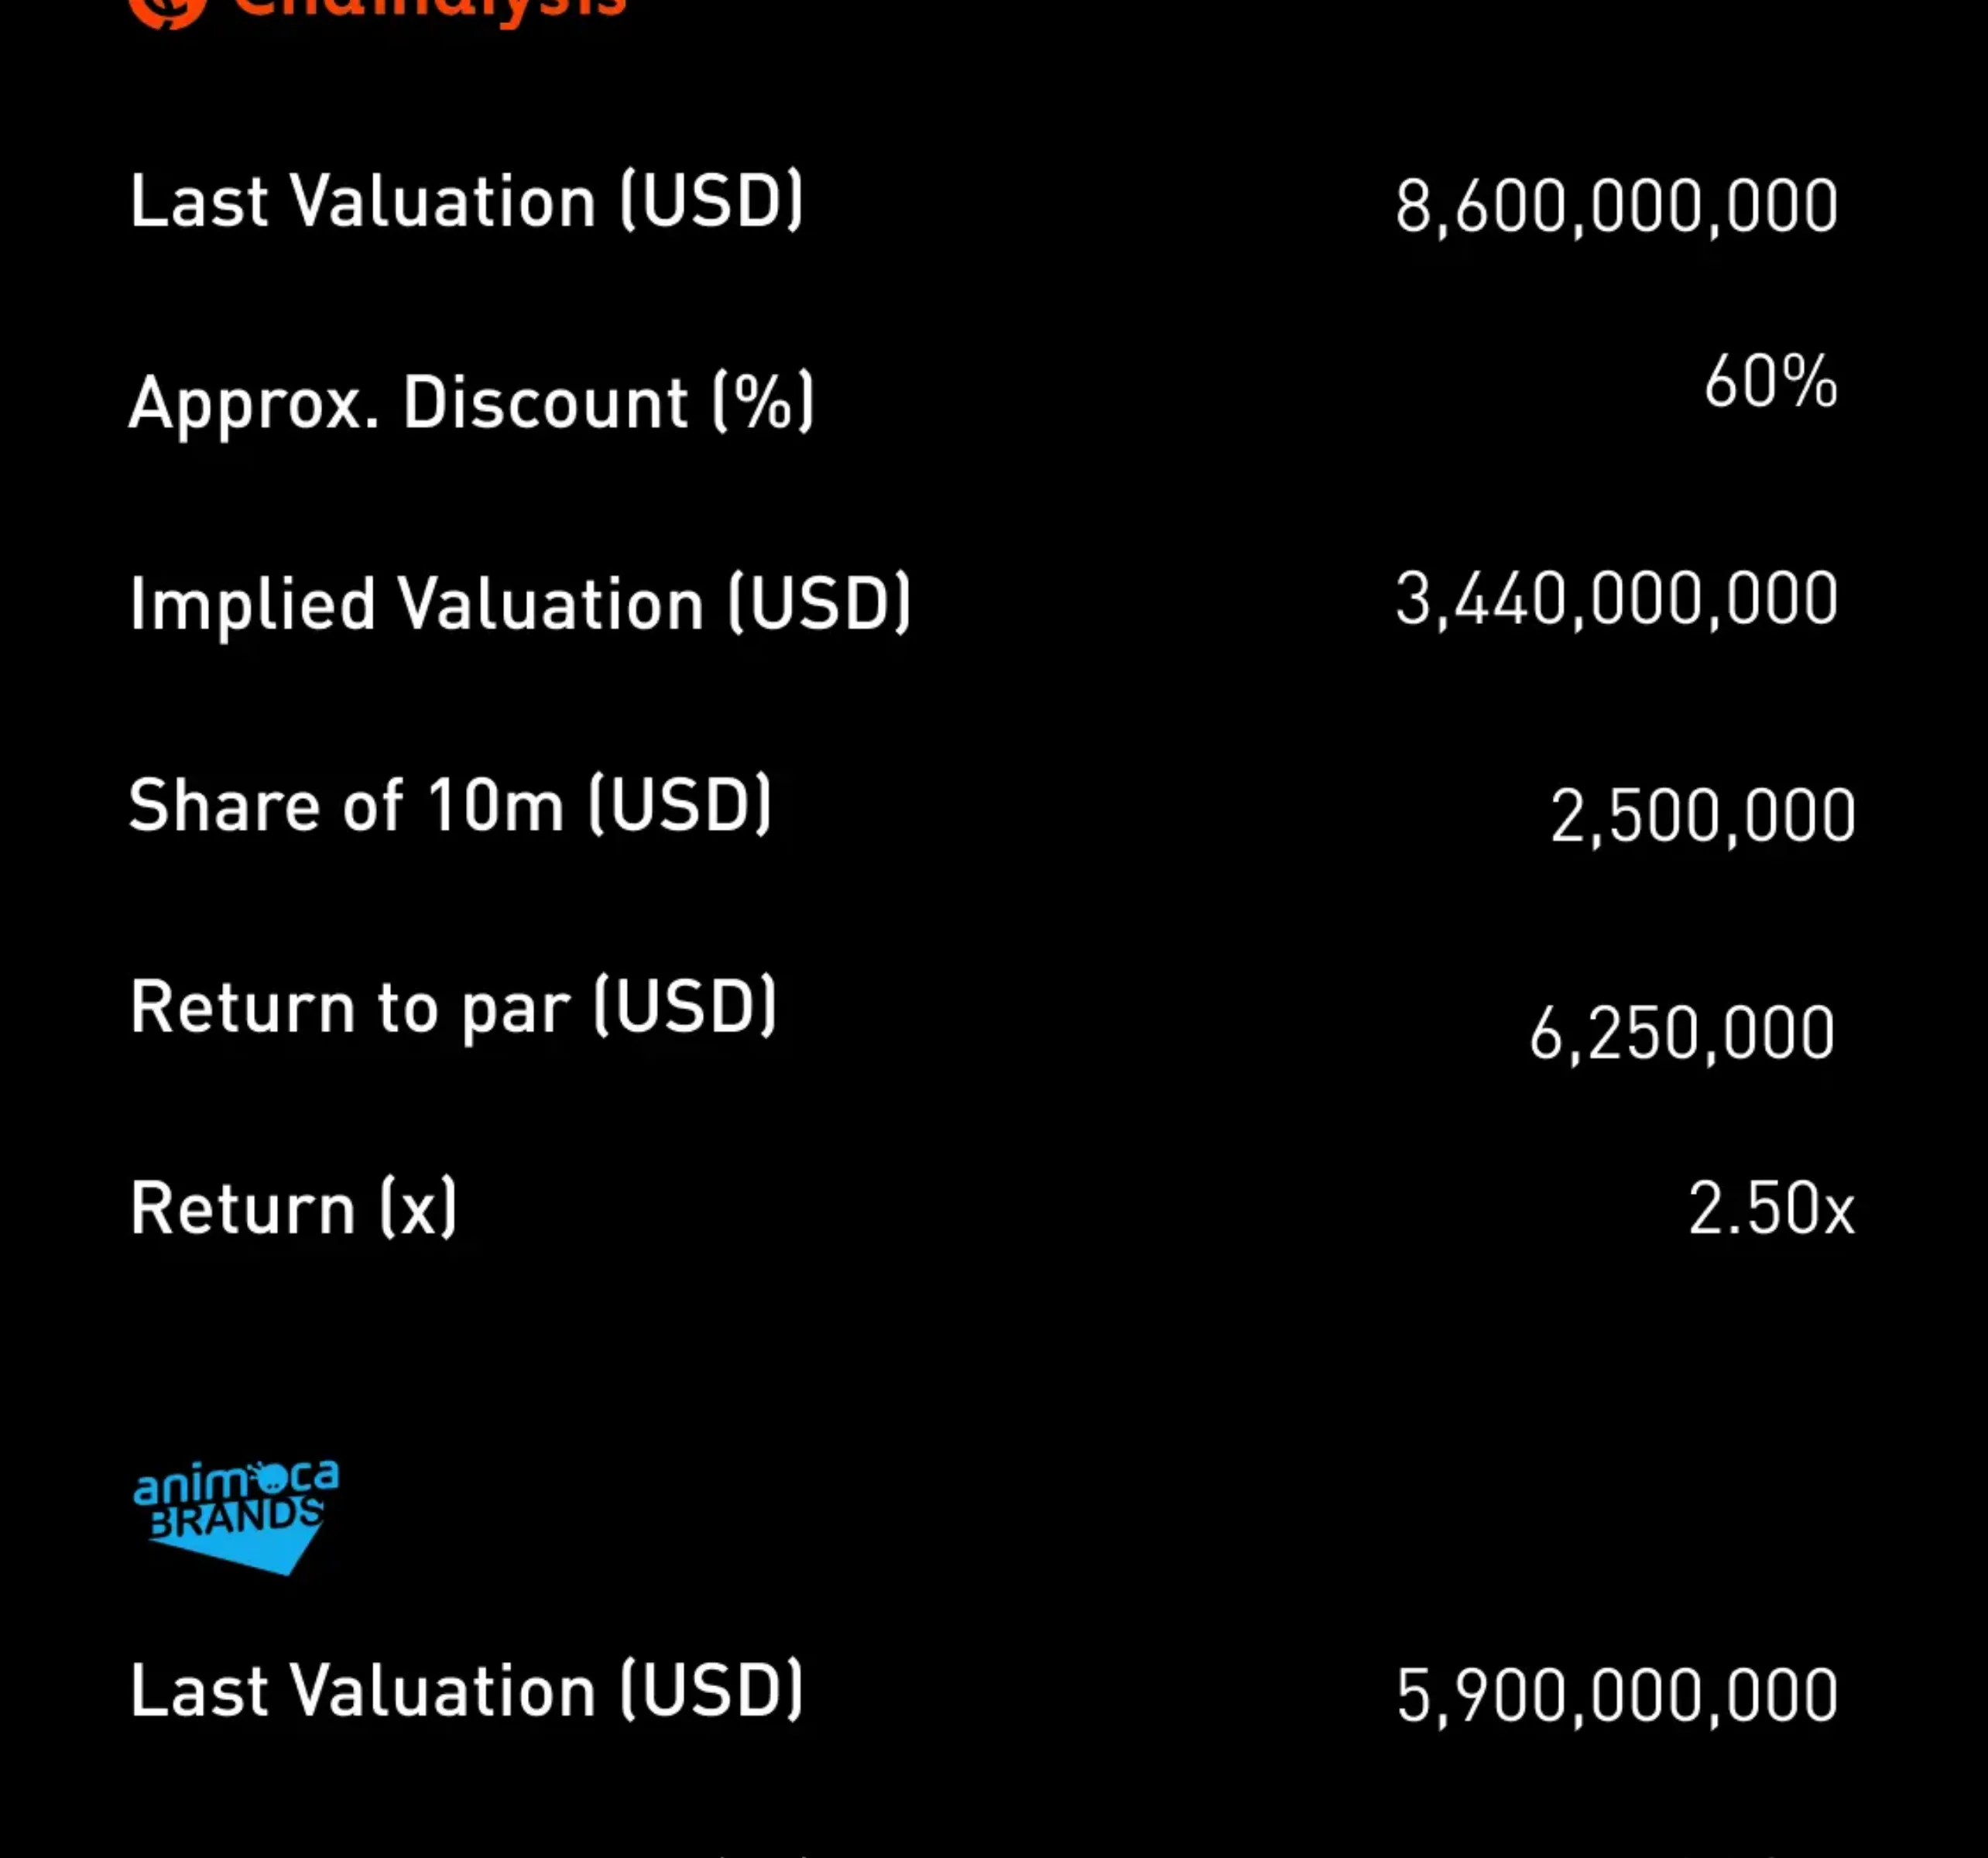 Chainalysis
Last Valuation (USD) 8,600,000,000
Approx. Discount (%) 60%
Implied Valuation (USD) 3,440,000,000
Share of 10m (USD) 2,500,000
Return to par (USD) 6,250,000
Return (x) 2.50x
animoca
BRANDS
Last Valuation (USD) 5,900,000,000